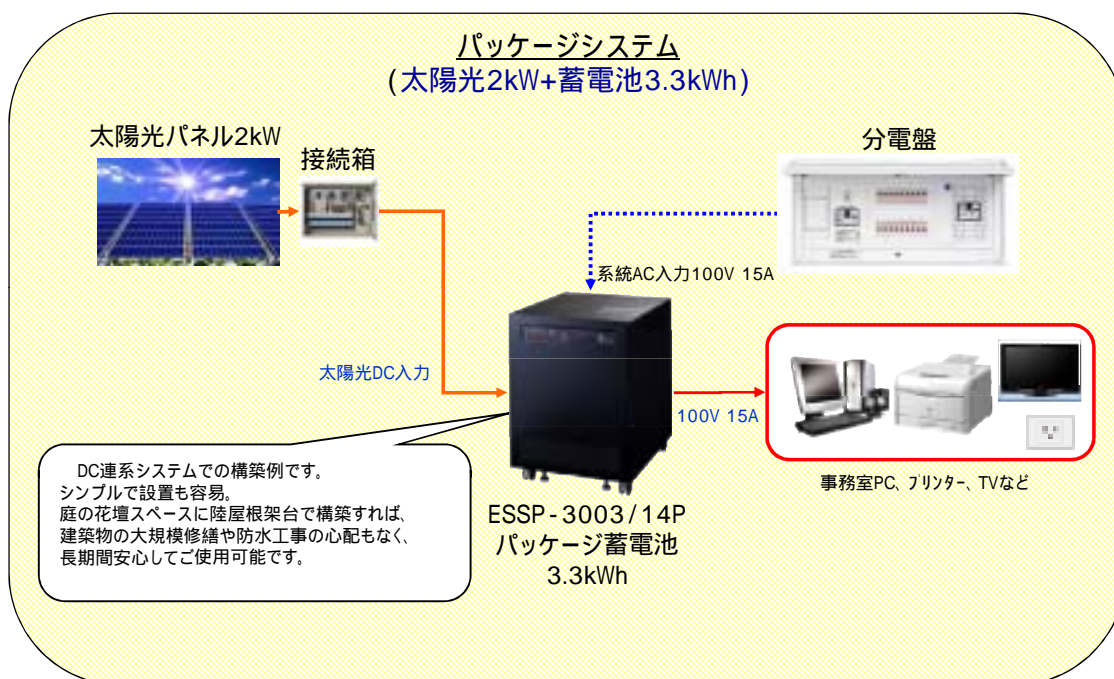 パッケージシステム
(太陽光2kW+蓄電池3.3kWh)
太陽光パネル2kW
接続箱
分電盤
系統AC入力100V 15A
太陽光DC入力
100V 15A
DC連系システムでの構築例です。
シンプルで設置も容易。
庭の花壇スペースに陸屋根架台で構築すれば、
建築物の大規模修繕や防水工事の心配もなく、
長期間安心してご使用可能です。
ESSP-3003/14P
パッケージ蓄電池
3.3kWh
事務室PC、プリンター、TVなど